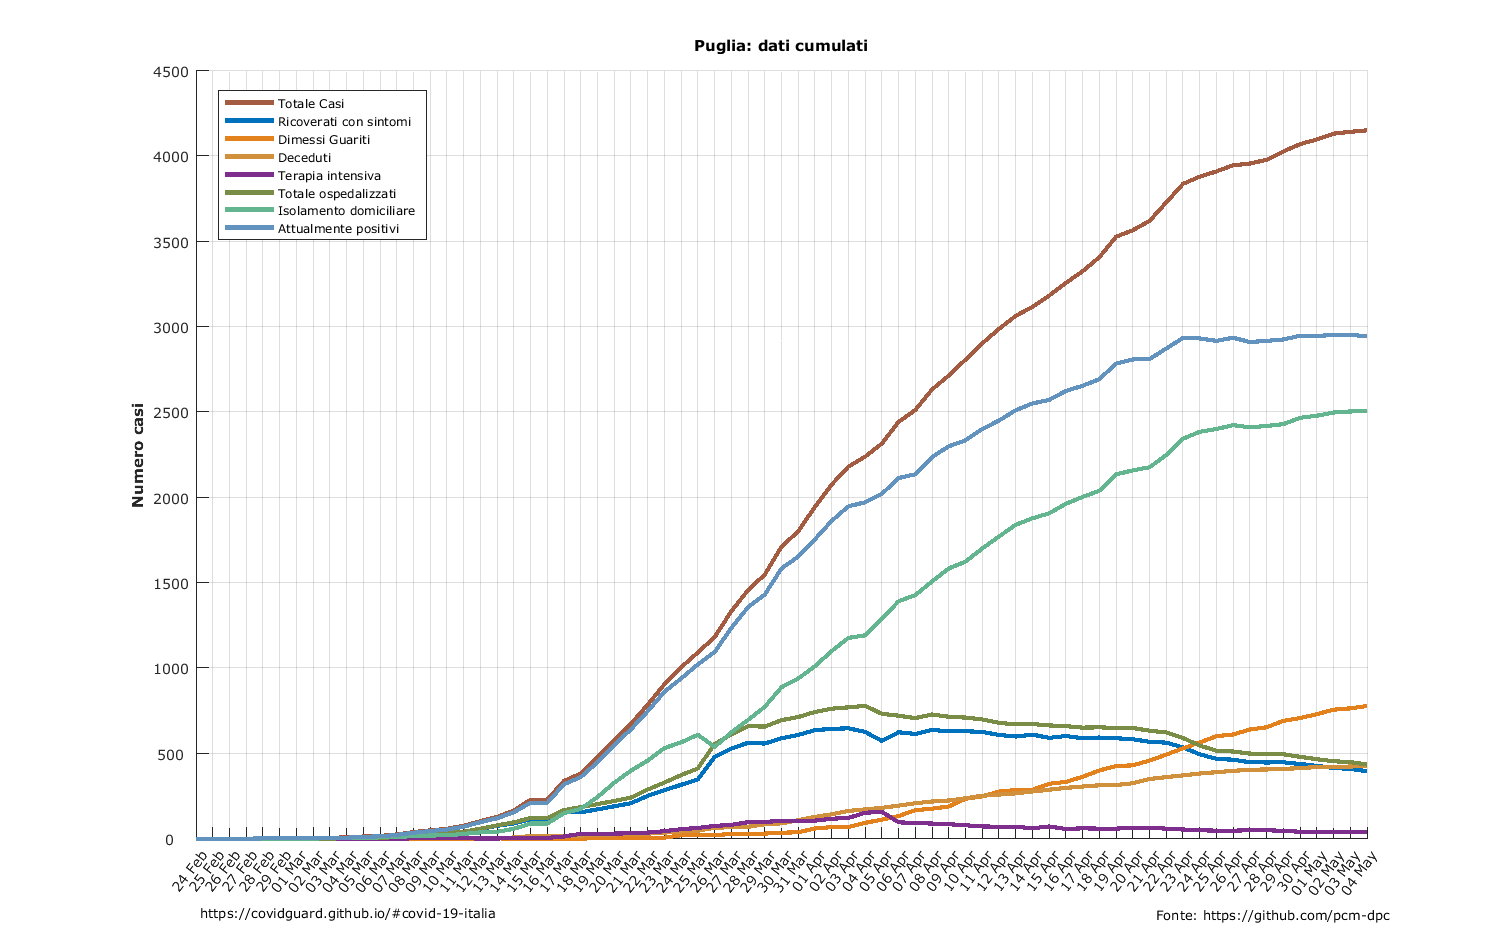 Puglia: dati cumulati
4500
4000
3500
3000
2500
2000
1500
1000
500
0
Numero casi
Totale Casi
Ricoverati con sintomi
Dimessi Guariti
Deceduti
Terapia intensiva
Totale ospedalizzati
Isolamento domiciliare
Attualmente positivi
24 Feb
25 Feb
26 Feb
27 Feb
28 Feb
29 Feb
01 Mar
02 Mar
03 Mar
04 Mar
05 Mar
06 Mar
07 Mar
08 Mar
09 Mar
10 Mar
11 Mar
12 Mar
13 Mar
14 Mar
15 Mar
16 Mar
17 Mar
18 Mar
19 Mar
20 Mar
21 Mar
22 Mar
23 Mar
24 Mar
25 Mar
26 Mar
27 Mar
28 Mar
29 Mar
30 Mar
31 Mar
01 Apr
02 Apr
03 Apr
04 Apr
05 Apr
06 Apr
07 Apr
08 Apr
09 Apr
10 Apr
11 Apr
12 Apr
13 Apr
14 Apr
15 Apr
16 Apr
17 Apr
18 Apr
19 Apr
20 Apr
21 Apr
22 Apr
23 Apr
24 Apr
25 Apr
26 Apr
27 Apr
28 Apr
29 Apr
30 Apr
01 May
02 May
03 May
04 May
https://covidguard.github.io/#covid-19-italia
Fonte: https://github.com/pcm-dpc